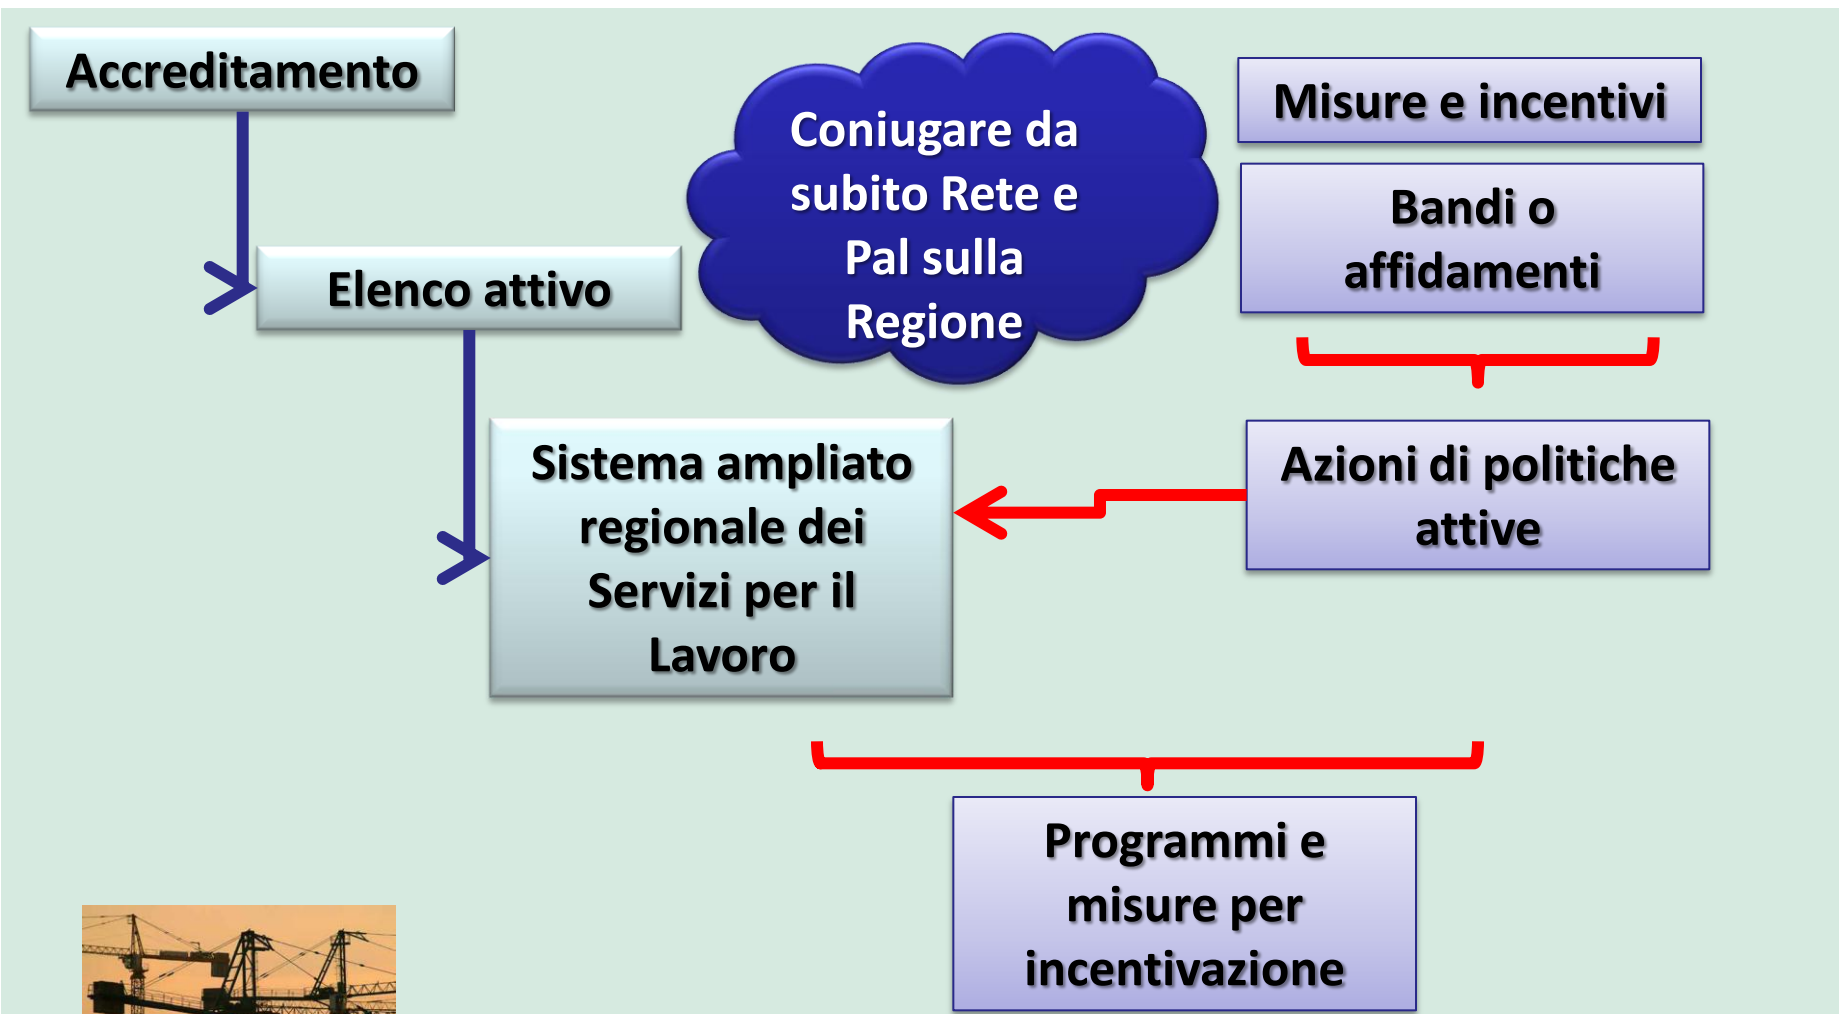 Accreditamento
Elenco attivo
Sistema ampliato
regionale dei
Servizi per il
Lavoro
Coniugare da
subito Rete e
Pal sulla
Regione
Misure e incentivi
Bandi o
affidamenti
Azioni di politiche
attive
Programmi e
misure per
incentivazione